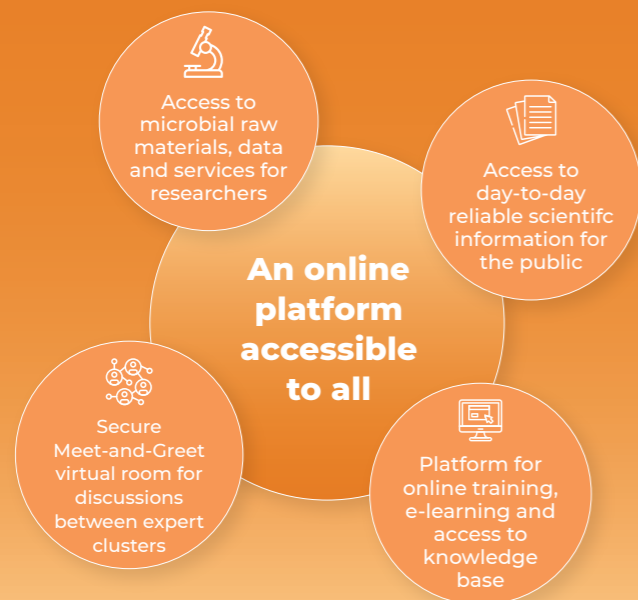 Access to
microbial raw
materials, data
and services for
researchers
Access to
day-to-day
reliable scientifc
information for
the public
An online
platform
accessible
to all
Secure
Meet-and-Greet
virtual room for
discussions
between expert
clusters
Platform for
online training,
e-learning and
access to
knowledge
base